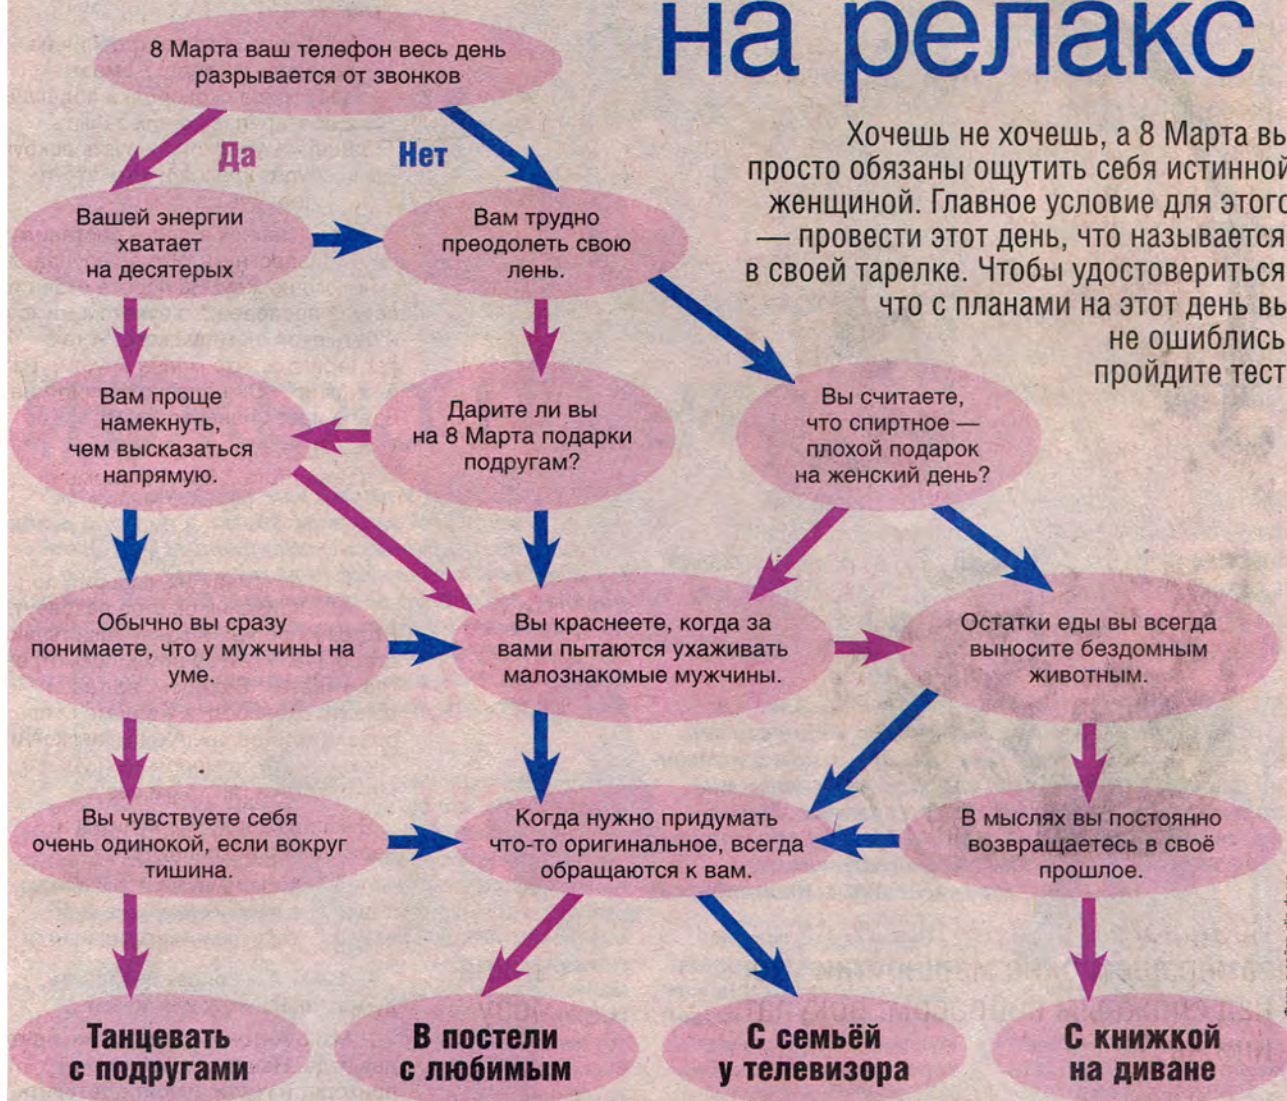 на релакс
Хочешь не хочешь, а 8 Марта вы
просто обязаны ощутить себя истинной
женщиной. Главное условие для этого
— провести этот день, что называется
в своей тарелке. Чтобы удостовериться
что с планами на этот день вы
не ошиблись
пройдите тест
8 Марта ваш телефон весь день
разрывается от звонков
Да
Нет
Вашей энергии
хватает
на десятерых
Вам трудно
преодолеть свою
лень.
Вам проще
намекнуть,
чем высказаться
напрямую.
Дарите ли вы
на 8 Марта подарки
подругам?
Вы считаете,
что спиртное —
плохой подарок
на женский день?
Обычно вы сразу
понимаете, что у мужчины на
уме.
Вы краснеете, когда за
вами пытаются ухаживать
малознакомые мужчины.
Остатки еды вы всегда
выносите бездомным
животным.
Вы чувствуете себя
очень одинокой, если вокруг
тишина.
Когда нужно придумать
что-то оригинальное, всегда
обращаются к вам.
В мыслях вы постоянно
возвращаетесь в своё
прошлое.
Танцевать
с подругами
В постели
с любимым
С семьёй
у телевизора
С книжкой
на диване